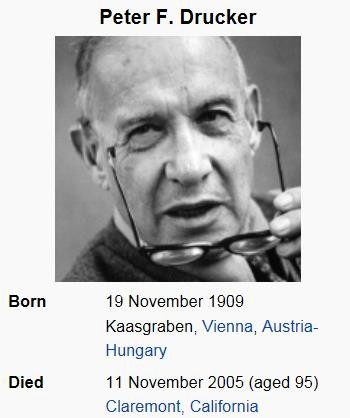 Peter F. Drucker
Born 19 November 1909
Kaasgraben, Vienna, Austria-
Hungary
Died 11 November 2005 (aged 95)
Claremont, California